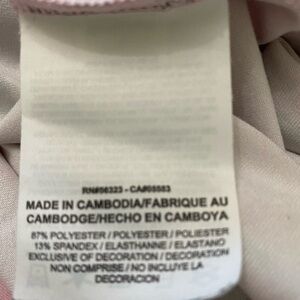 RN#56323 - CA#05553
MADE IN CAMBODIA/FABRIQUE AU
CAMBODGE/HECHO EN CAMBOYA
87% POLYESTER / POLYESTER / POLIESTER
13% SPANDEX / ELASTHANNE / ELASTANO
EXCLUSIVE OF DECORATION / DECORATION
NON COMPRISE / NO INCLUYE LA
DECORACION